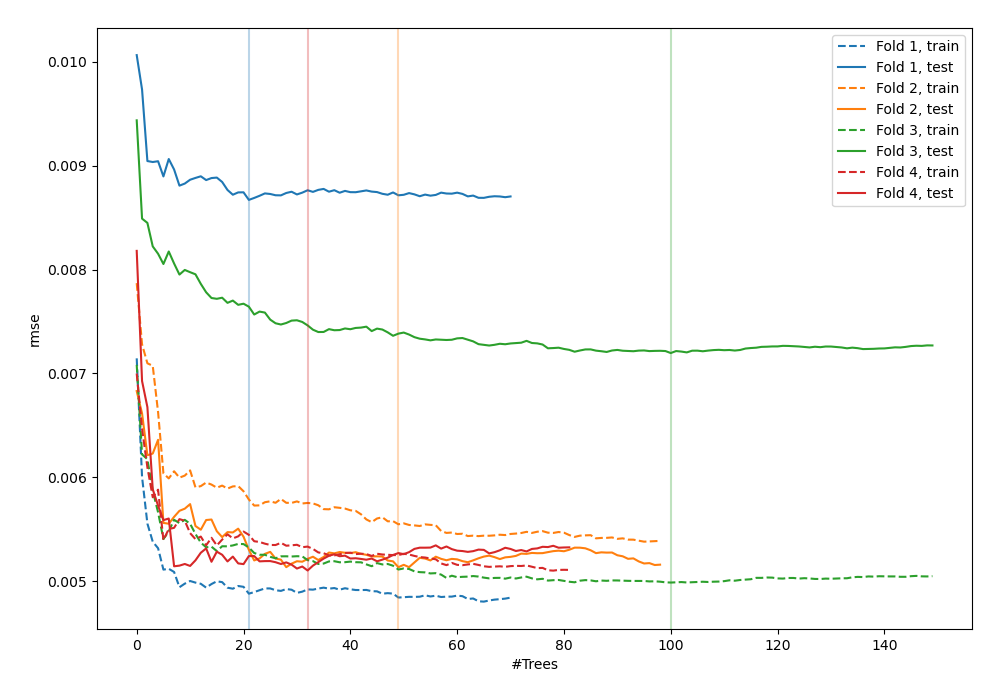 0.010
0.009
0.008
0.007
0.006
0.005
rmse
0 20 40 60 80 100 120 140
#Trees
Fold 1, train
Fold 1, test
Fold 2, train
Fold 2, test
Fold 3, train
Fold 3, test
Fold 4, train
Fold 4, test